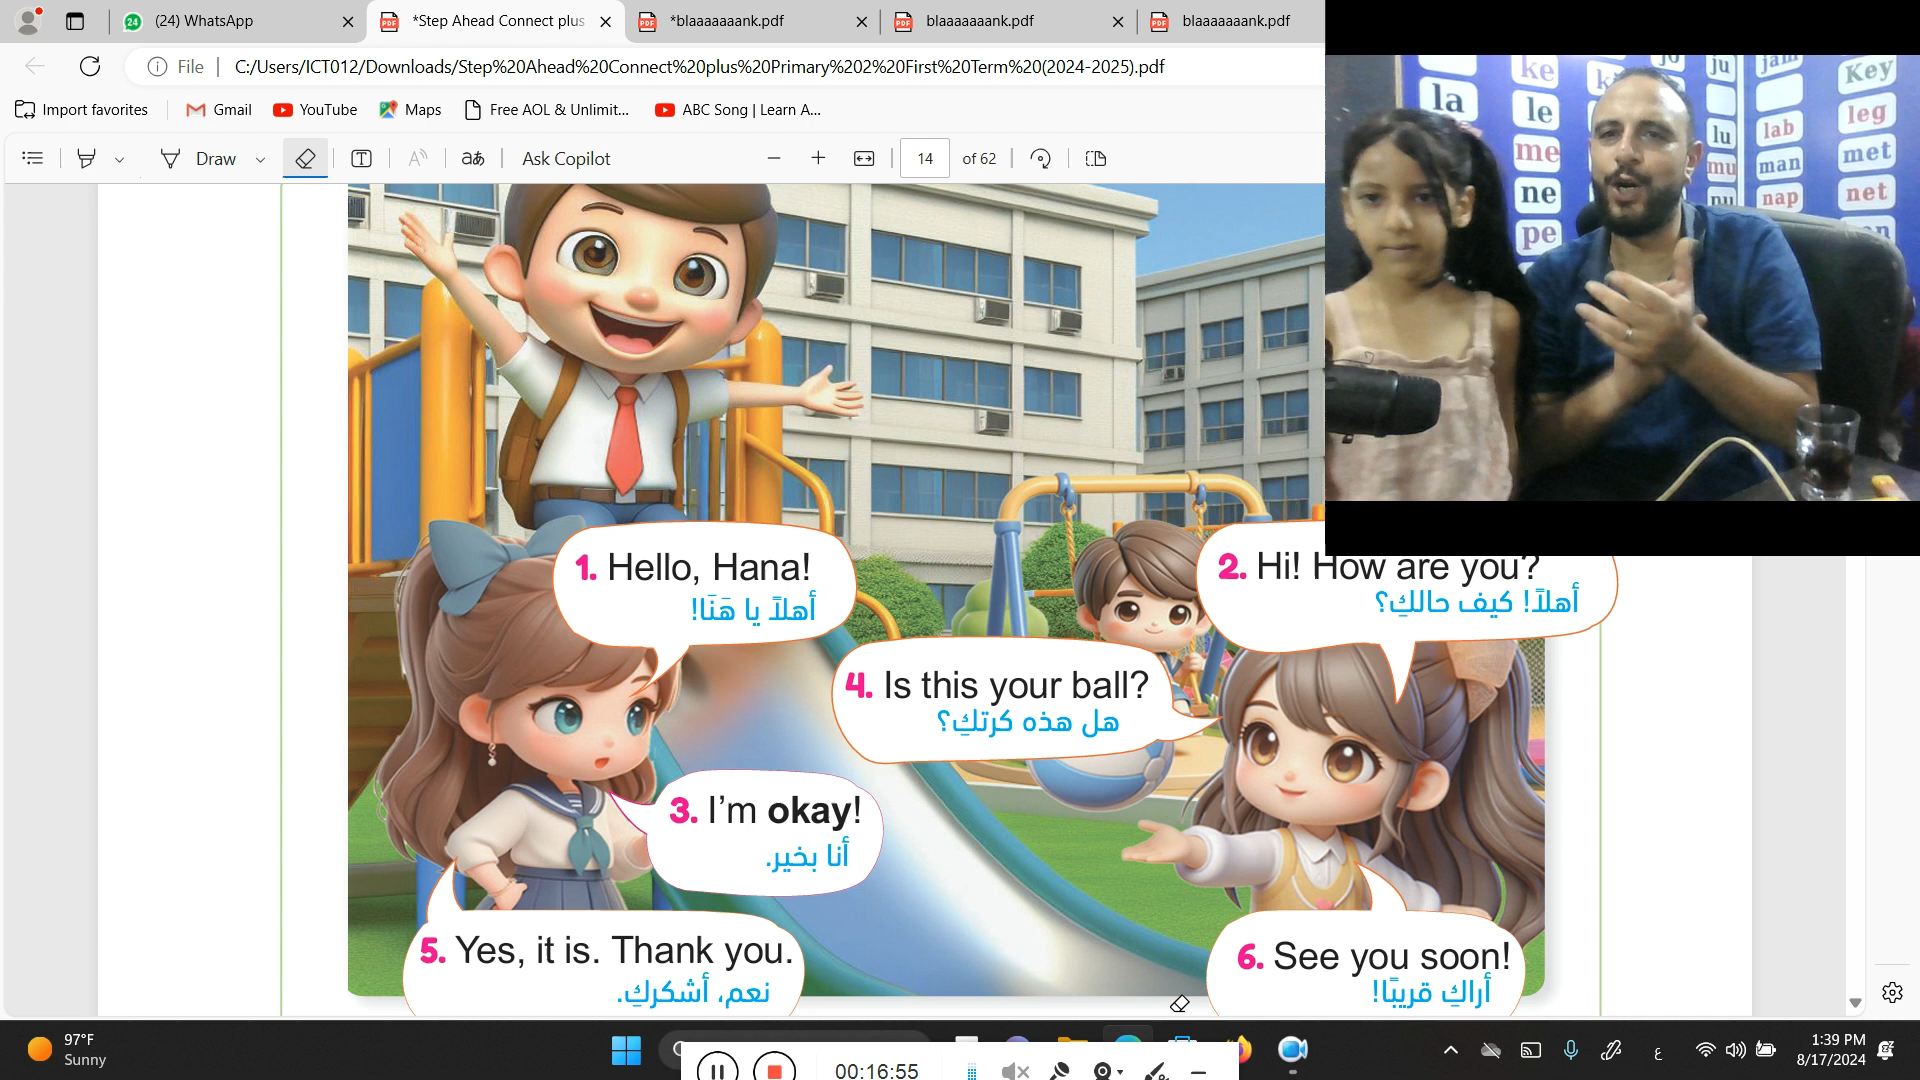 (24) WhatsApp
*Step Ahead Connect plus
*blaaaaaaank.pdf
blaaaaaaank.pdf
blaaaaaaank.pdf
File
C:/Users/ICT012/Downloads/Step%20Ahead%20Connect%20plus%20Primary%202%20First%20Term%20(2024-2025).pdf
Import favorites
Gmail
YouTube
Maps
Free AOL & Unlimit...
ABC Song | Learn A...
Draw
Ask Copilot
14 of 62
la
ke
le
me
ne
pe
ju
lu
mu
lab
man
nap
Key
leg
met
net
1. Hello, Hana!
أهلاً يا هَنَا!
2. Hi! How are you?
أهلاً! كيف حالكِ؟
4. Is this your ball?
هل هذه كرتكِ؟
3. I'm okay!
أنا بخير.
5. Yes, it is. Thank you.
نعم، أشكركِ.
6. See you soon!
أراكِ قريبًا!
97°F
Sunny
00:16:55
ع
1:39 PM
8/17/2024